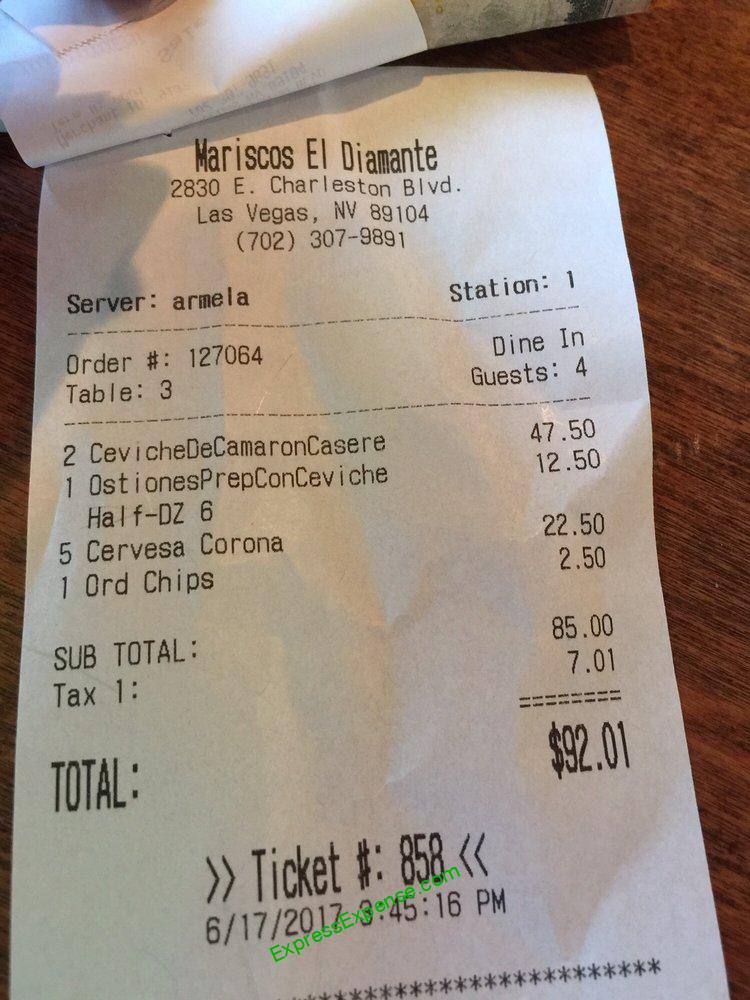 Mariscos El Diamante
2830 E. Charleston Blvd.
Las Vegas, NV 89104
(702) 307-9891
Server: armela Station: 1
Order #: 127064 Dine In
Table: 3 Guests: 4
2 CevicheDeCamaronCasere 47.50
1 OstionesPrepConCeviche 12.50
Half-DZ 6
5 Cervesa Corona 22.50
1 Ord Chips 2.50
SUB TOTAL: 85.00
Tax 1: 7.01
========
TOTAL: $92.01
>> Ticket #: 858 <<
6/17/2017 3:45:16 PM
ExpressExpense.com
*************************